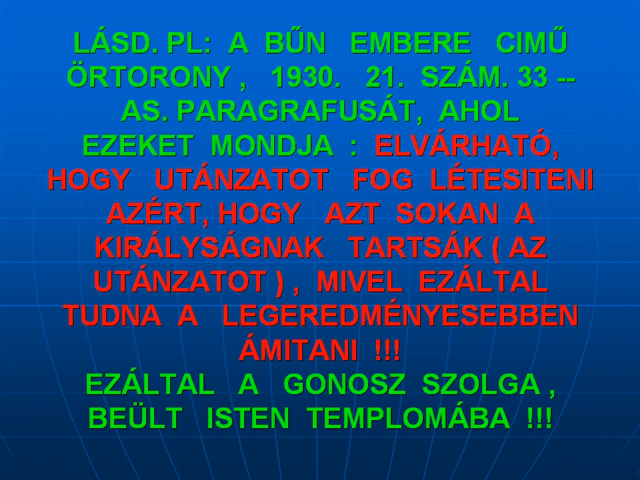 LÁSD. PL: A BŰN EMBERE CIMŰ
ÖRTORONY , 1930. 21. SZÁM. 33 --
AS. PARAGRAFUSÁT, AHOL
EZEKET MONDJA : ELVÁRHATÓ,
HOGY UTÁNZATOT FOG LÉTESITENI
AZÉRT, HOGY AZT SOKAN A
KIRÁLYSÁGNAK TARTSÁK ( AZ
UTÁNZATOT ) , MIVEL EZÁLTAL
TUDNA A LEGEREDMÉNYESEBBEN
ÁMITANI !!!
EZÁLTAL A GONOSZ SZOLGA ,
BEÜLT ISTEN TEMPLOMÁBA !!!